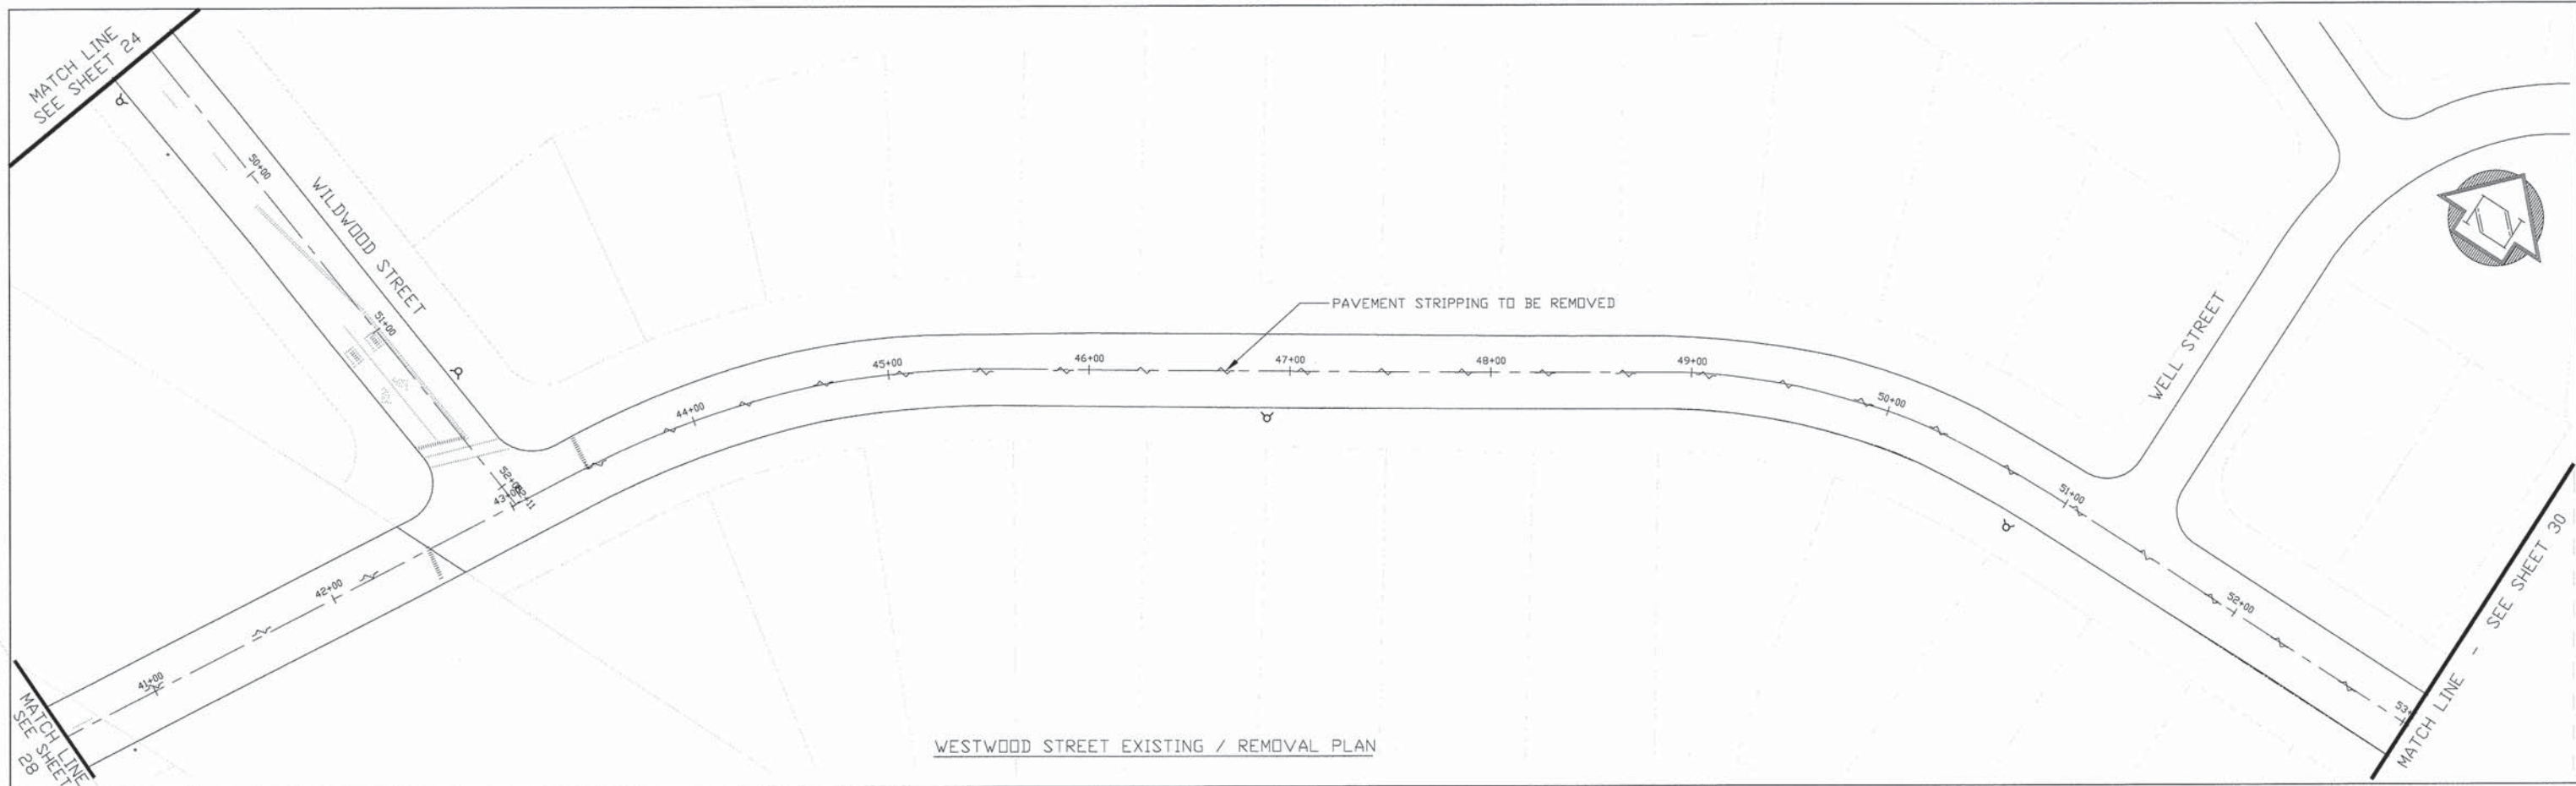 MATCH LINE
SEE SHEET 24
50+00
WILDWOOD STREET
51+00
52+00
52+11
43+00
44+00
45+00
46+00
47+00
48+00
49+00
50+00
51+00
52+00
PAVEMENT STRIPPING TO BE REMOVED
WELL STREET
42+00
41+00
MATCH LINE
SEE SHEET
28
MATCH LINE - SEE SHEET 30
WESTWOOD STREET EXISTING / REMOVAL PLAN